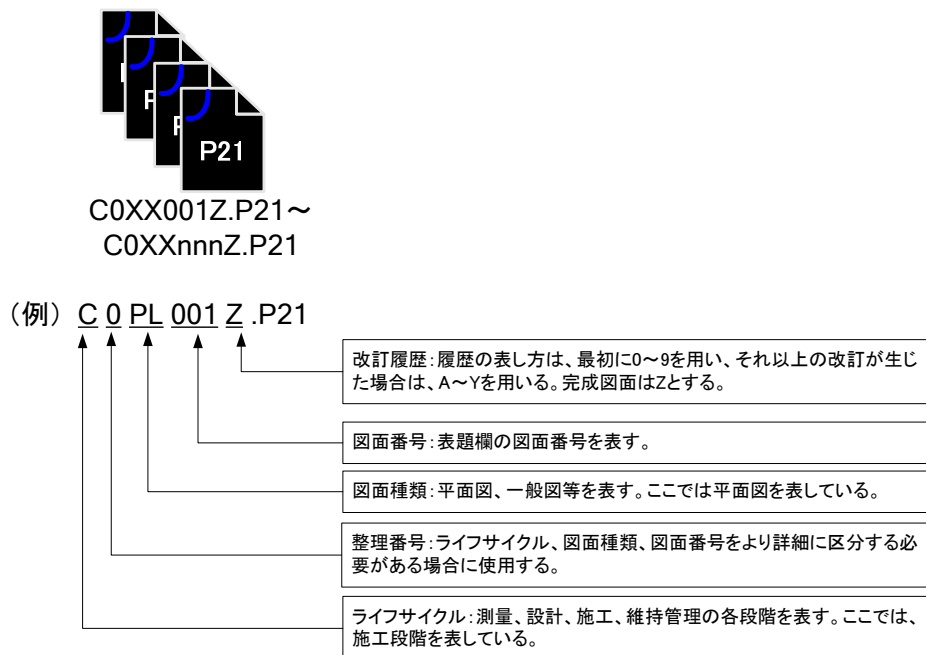 P
P
P21
C0XX001Z.P21～
C0XXnnnZ.P21
（例） C 0 PL 001 Z .P21
改訂履歴：履歴の表し方は、最初に0～9を用い、それ以上の改訂が生じ
た場合は、A～Yを用いる。完成図面はZとする。
図面番号：表題欄の図面番号を表す。
図面種類：平面図、一般図等を表す。ここでは平面図を表している。
整理番号：ライフサイクル、図面種類、図面番号をより詳細に区分する必
要がある場合に使用する。
ライフサイクル：測量、設計、施工、維持管理の各段階を表す。ここでは、
施工段階を表している。